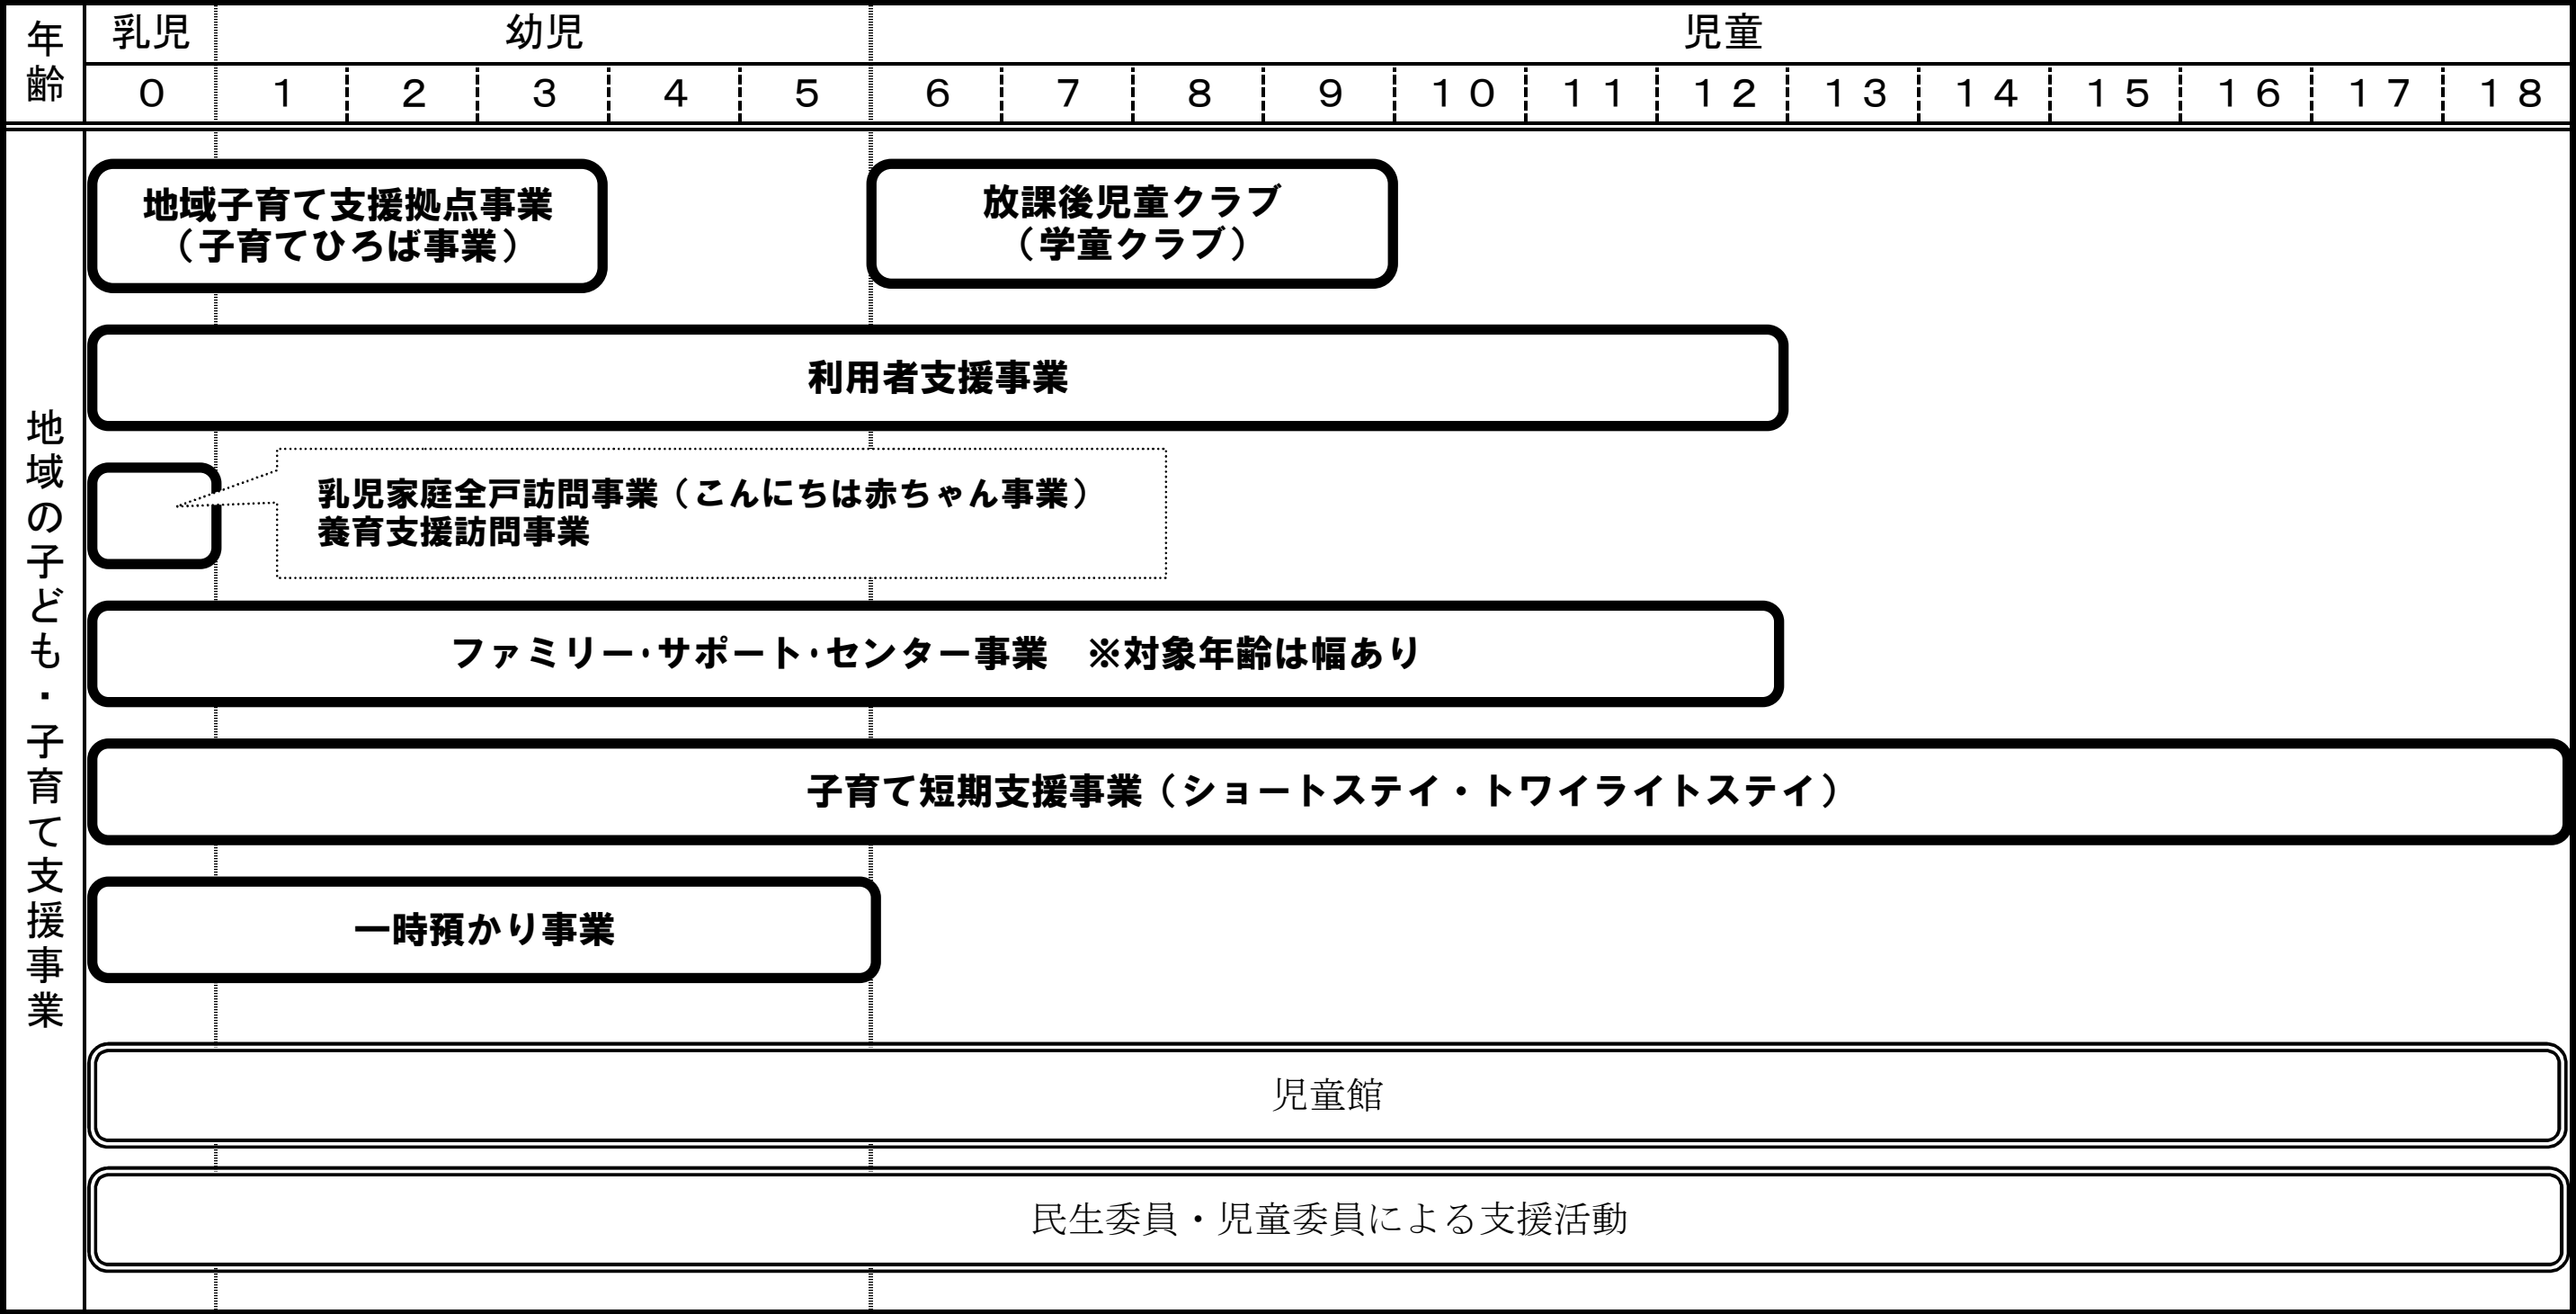 年齢
乳児
幼児
児童
０
１
２
３
４
５
６
７
８
９
１０
１１
１２
１３
１４
１５
１６
１７
１８
地域の子ども・子育て支援事業
地域子育て支援拠点事業
（子育てひろば事業）
放課後児童クラブ
（学童クラブ）
利用者支援事業
乳児家庭全戸訪問事業（こんにちは赤ちゃん事業）
養育支援訪問事業
ファミリー・サポート・センター事業　※対象年齢は幅あり
子育て短期支援事業（ショートステイ・トワイライトステイ）
一時預かり事業
児童館
民生委員・児童委員による支援活動